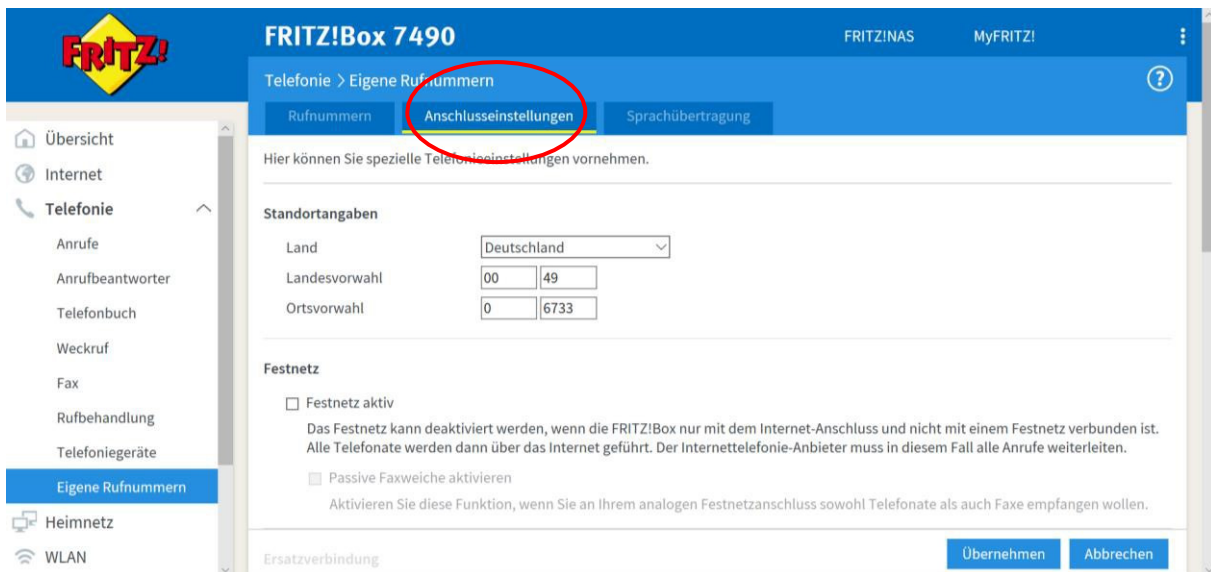 FRITZ!
FRITZ!Box 7490
FRITZ!NAS
MyFRITZ!
Telefonie > Eigene Rufnummern
?
Rufnummern
Anschlusseinstellungen
Sprachübertragung
Übersicht
Internet
Telefonie
Anrufe
Anrufbeantworter
Telefonbuch
Weckruf
Fax
Rufbehandlung
Telefoniegeräte
Eigene Rufnummern
Heimnetz
WLAN
Hier können Sie spezielle Telefonieeinstellungen vornehmen.
Standortangaben
Land Deutschland
Landesvorwahl 00 49
Ortsvorwahl 0 6733
Festnetz
Festnetz aktiv
Das Festnetz kann deaktiviert werden, wenn die FRITZ!Box nur mit dem Internet-Anschluss und nicht mit einem Festnetz verbunden ist.
Alle Telefonate werden dann über das Internet geführt. Der Internettelefonie-Anbieter muss in diesem Fall alle Anrufe weiterleiten.
Passive Faxweiche aktivieren
Aktivieren Sie diese Funktion, wenn Sie an Ihrem analogen Festnetzanschluss sowohl Telefonate als auch Faxe empfangen wollen.
Ersatzverbindung
Übernehmen
Abbrechen